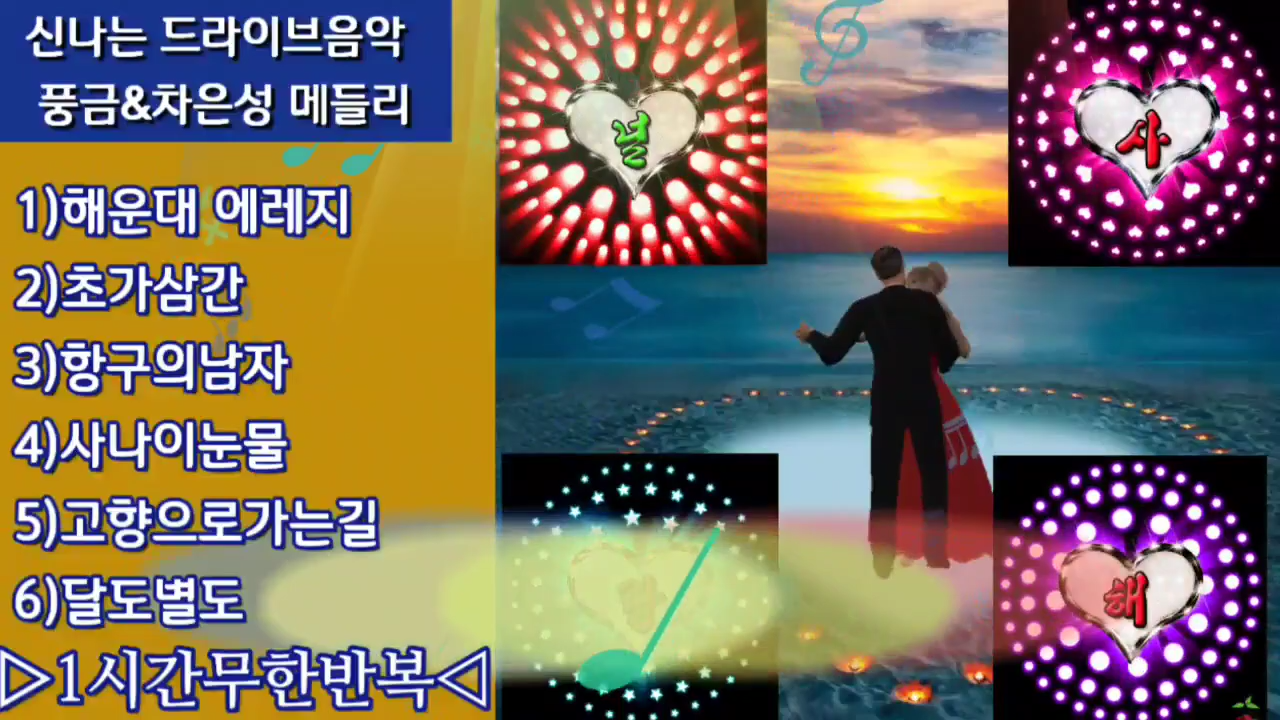 신나는 드라이브음악
풍금&차은성 메들리
1)해운대 에레지
2)초가삼간
3)항구의남자
4)사나이눈물
5)고향으로가는길
6)달도별도
▷1시간무한반복◁
널
사
해